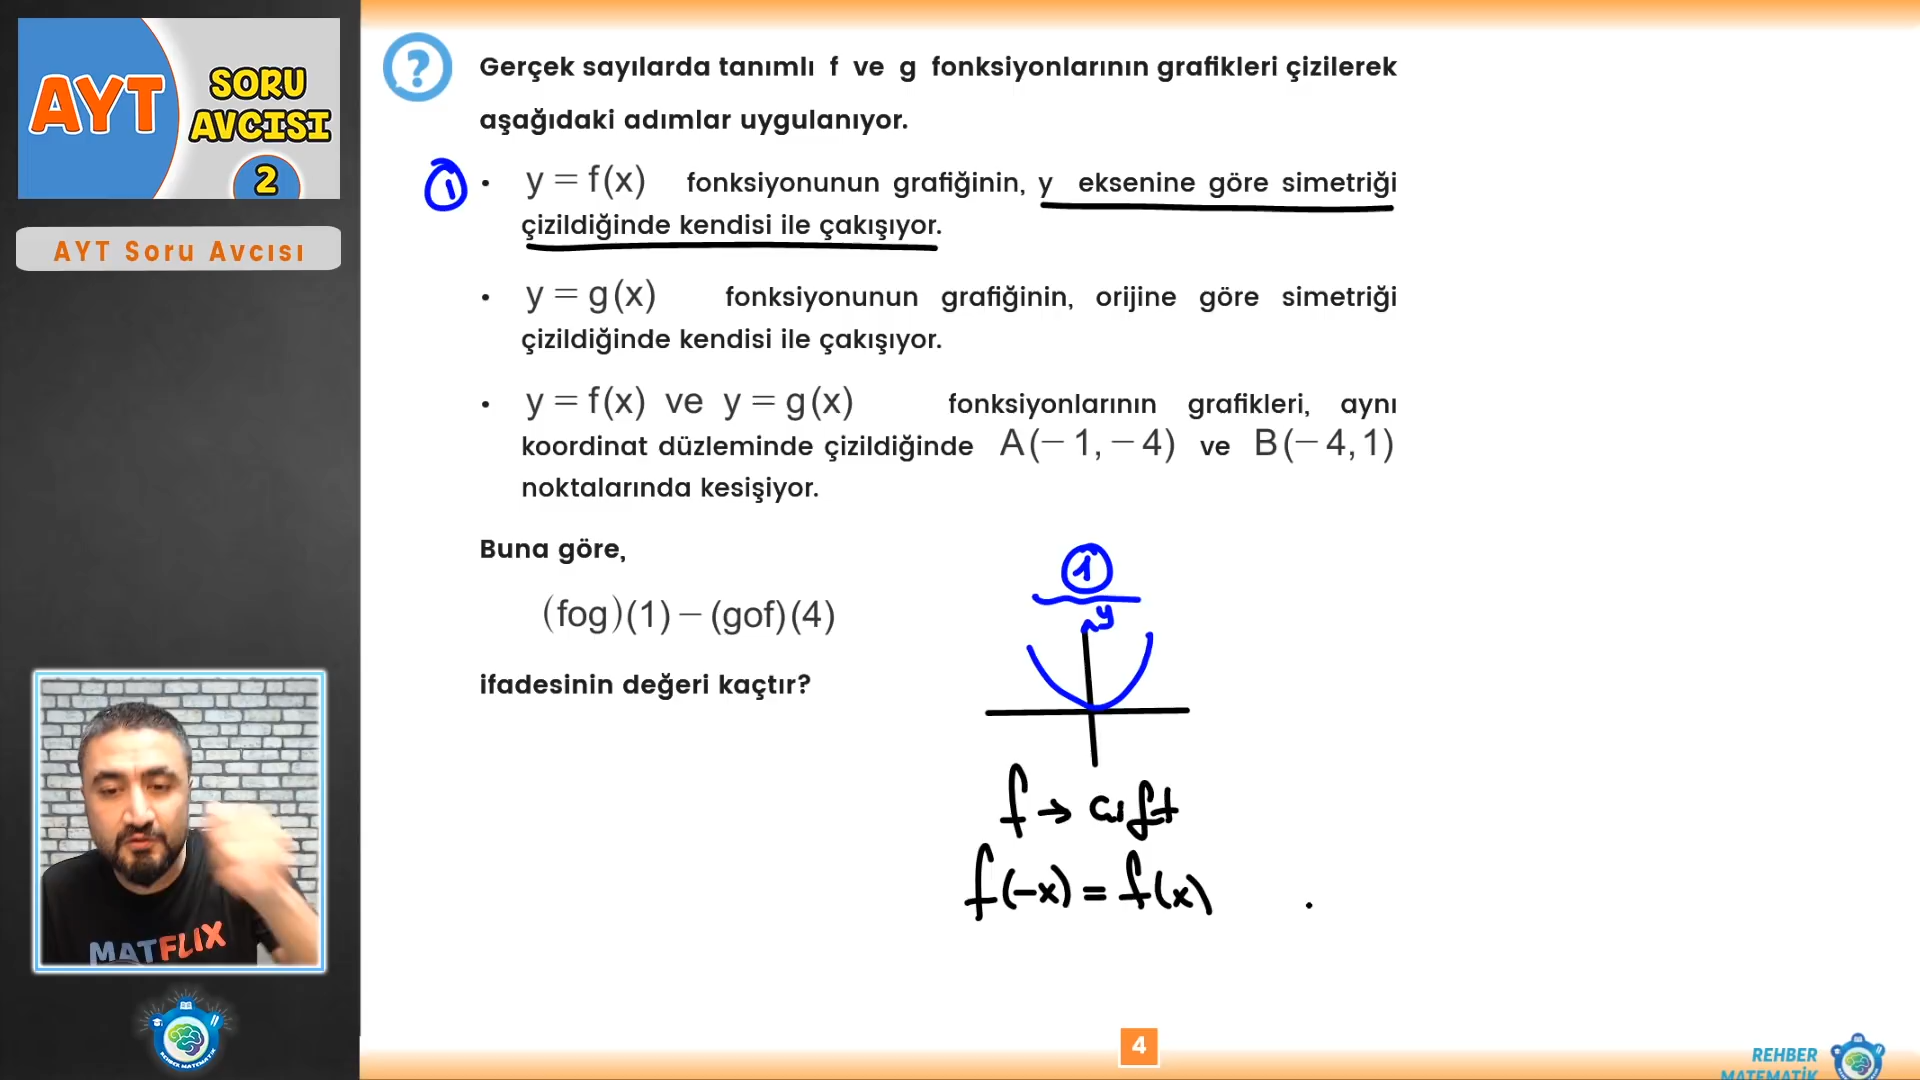 AYT
SORU
AVCISI
2
AYT Soru Avcısı
?
Gerçek sayılarda tanımlı f ve g fonksiyonlarının grafikleri çizilerek
aşağıdaki adımlar uygulanıyor.
1
• y = f(x) fonksiyonunun grafiğinin, y eksenine göre simetriği
çizildiğinde kendisi ile çakışıyor.
• y = g(x) fonksiyonunun grafiğinin, orijine göre simetriği
çizildiğinde kendisi ile çakışıyor.
• y = f(x) ve y = g(x) fonksiyonlarının grafikleri, aynı
koordinat düzleminde çizildiğinde A(−1, −4) ve B(−4, 1)
noktalarında kesişiyor.
Buna göre,
(fog)(1) − (gof)(4)
ifadesinin değeri kaçtır?
1
y
f → çift
f(−x) = f(x)
MATFLIX
REHBER MATEMATİK
4
REHBER
MATEMATİK